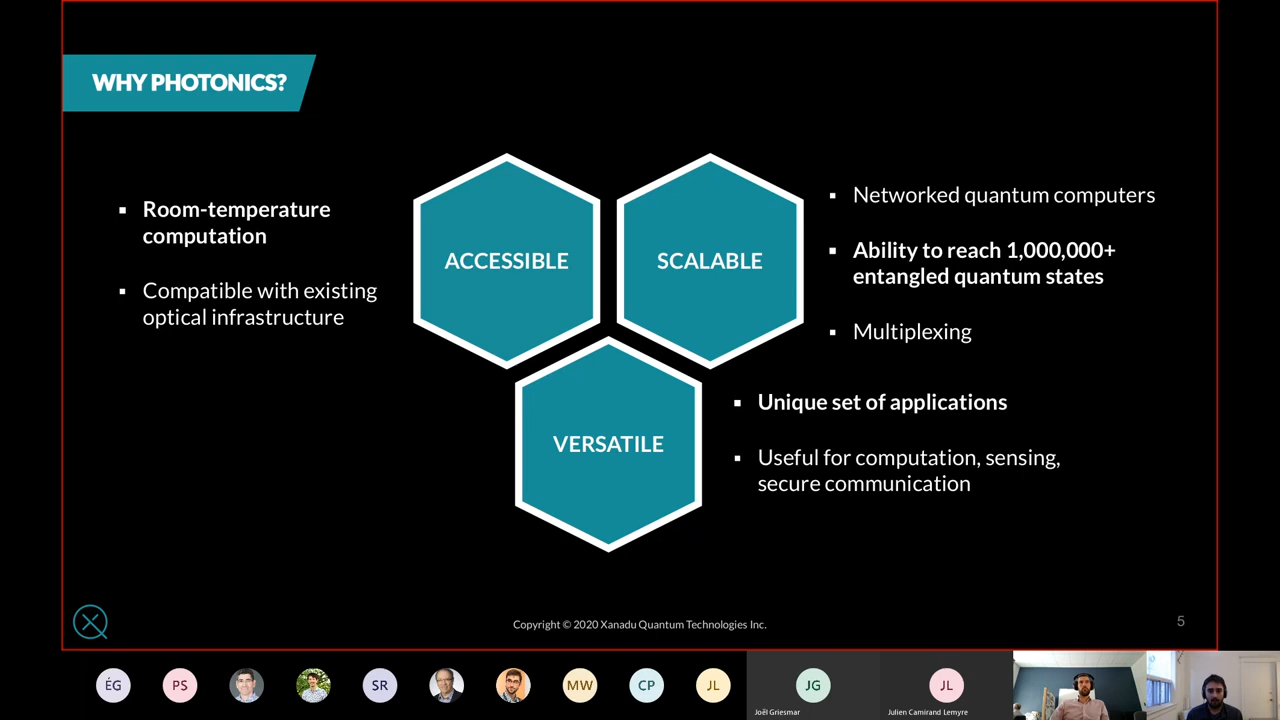 WHY PHOTONICS?
Room-temperature
computation
Compatible with existing
optical infrastructure
ACCESSIBLE
SCALABLE
Networked quantum computers
Ability to reach 1,000,000+
entangled quantum states
Multiplexing
VERSATILE
Unique set of applications
Useful for computation, sensing,
secure communication
Copyright © 2020 Xanadu Quantum Technologies Inc.
5
ÉG
PS
SR
MW
CP
JL
JG
JL
Joël Griesmar
Julien Camirand Lemyre